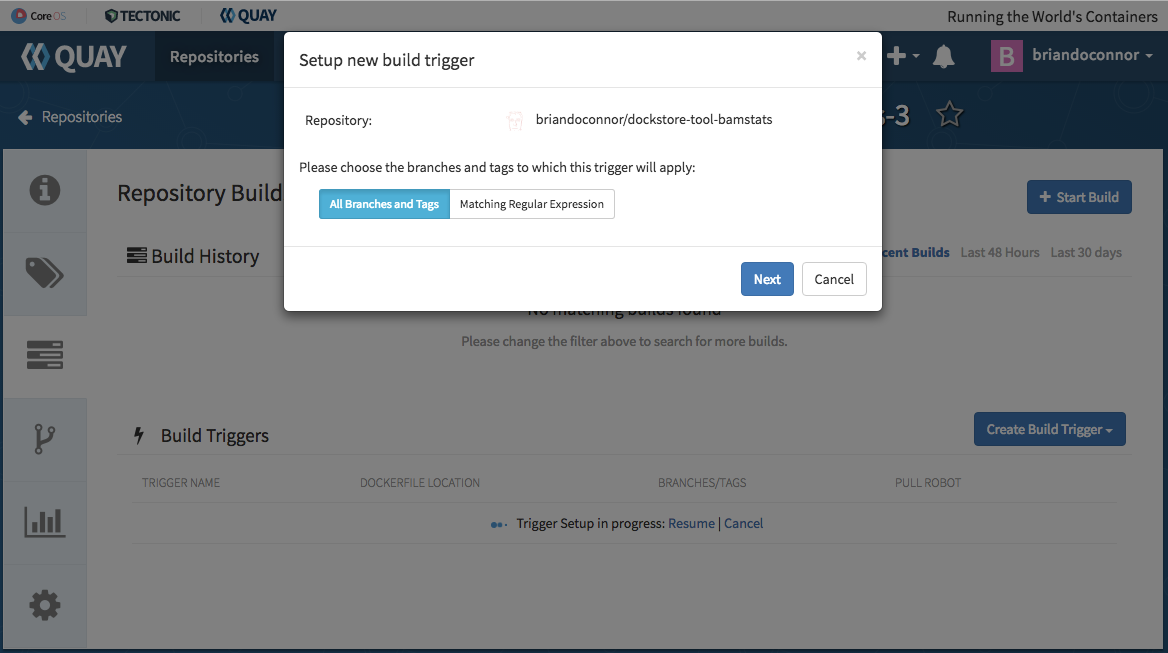 Core OS TECTONIC QUAY Running the World's Containers
QUAY Repositories B briandoconnor
Setup new build trigger ×
Repositories s-3
Repository: briandoconnor/dockstore-tool-bamstats
Please choose the branches and tags to which this trigger will apply:
All Branches and Tags Matching Regular Expression
Repository Build
+ Start Build
Build History cent Builds Last 48 Hours Last 30 days
Next Cancel
No matching builds found
Please change the filter above to search for more builds.
Build Triggers Create Build Trigger
TRIGGER NAME DOCKERFILE LOCATION BRANCHES/TAGS PULL ROBOT
Trigger Setup in progress: Resume | Cancel